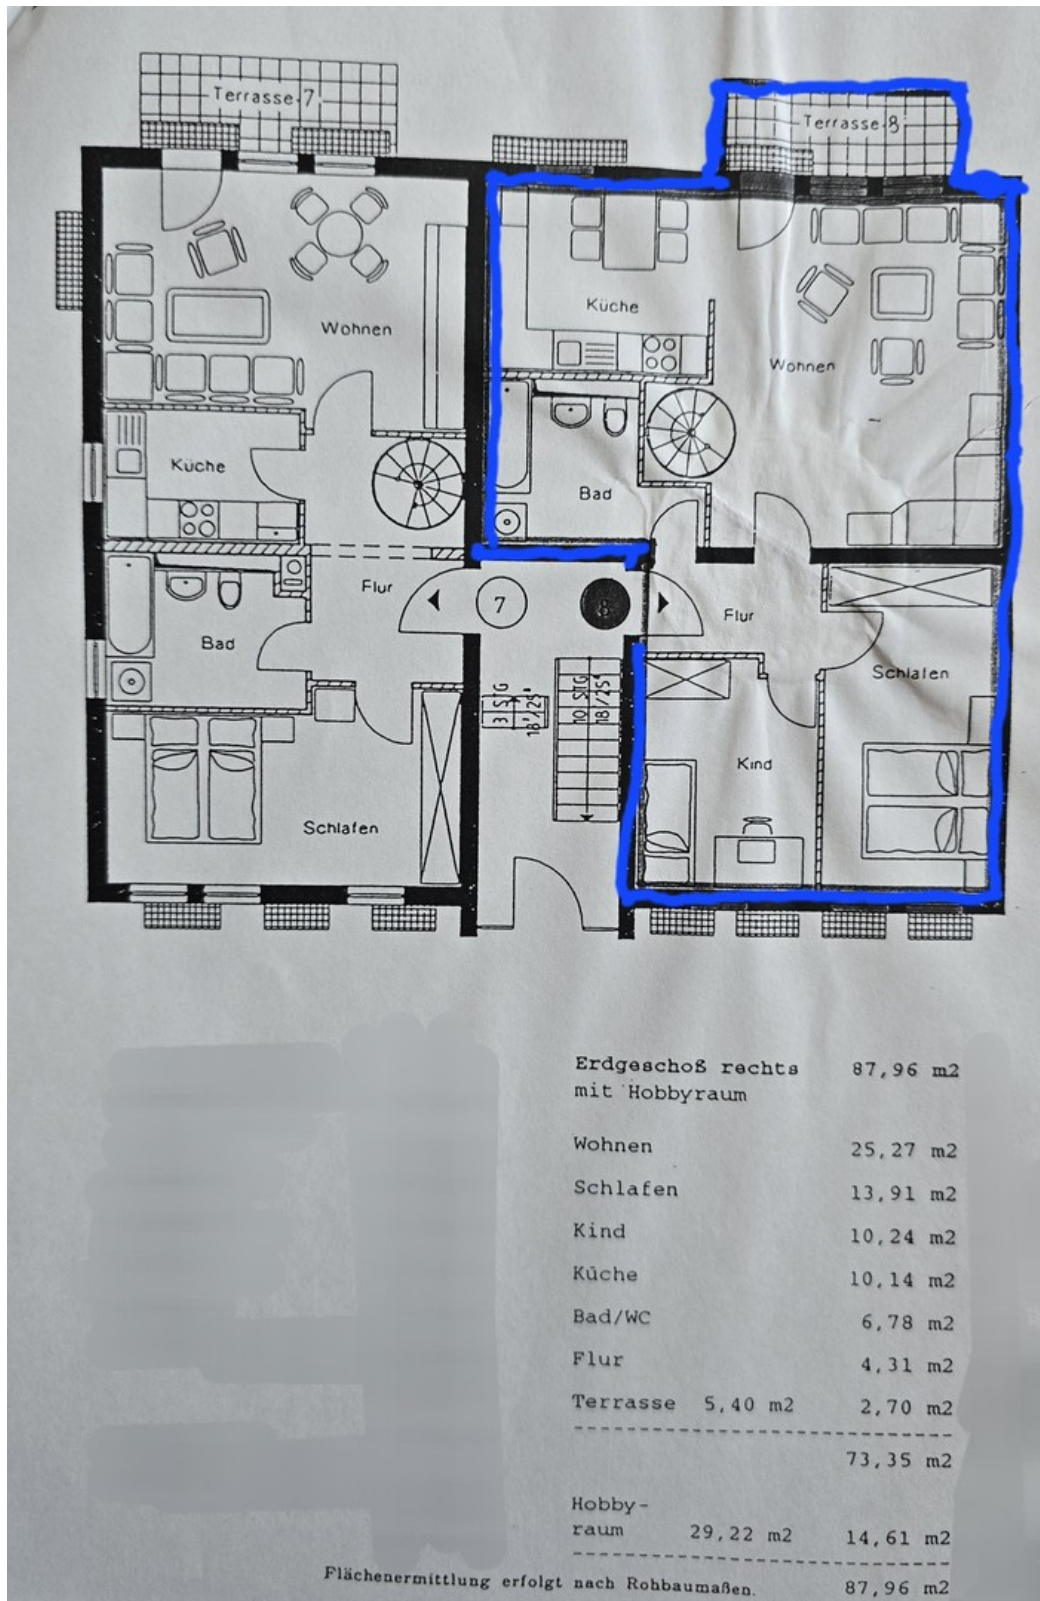 Terrasse 7
Terrasse 8
Küche
Wohnen
Wohnen
Küche
Bad
Flur
7
8
Flur
Bad
Schlafen
3 STG
18/25
10 STG
18/25
Kind
Schlafen
Erdgeschoß rechts 87,96 m2
mit Hobbyraum
Wohnen 25,27 m2
Schlafen 13,91 m2
Kind 10,24 m2
Küche 10,14 m2
Bad/WC 6,78 m2
Flur 4,31 m2
Terrasse 5,40 m2 2,70 m2
73,35 m2
Hobby-
raum 29,22 m2 14,61 m2
Flächenermittlung erfolgt nach Rohbaumaßen. 87,96 m2